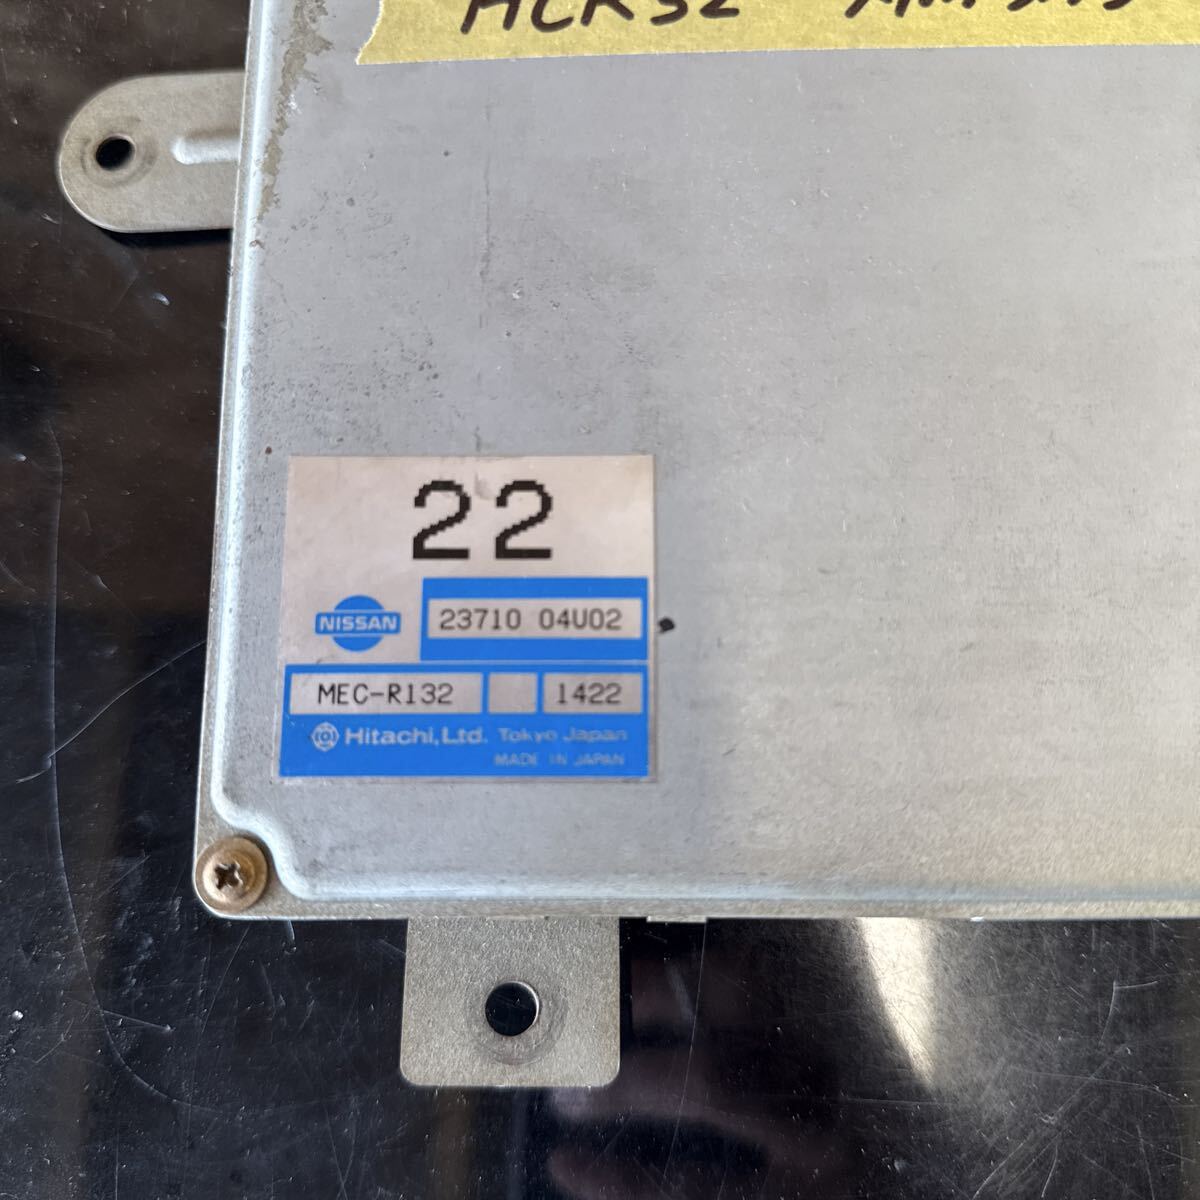 HCR32
22
NISSAN
23710 04U02
MEC-R132 1422
Hitachi, Ltd. Tokyo Japan
MADE IN JAPAN